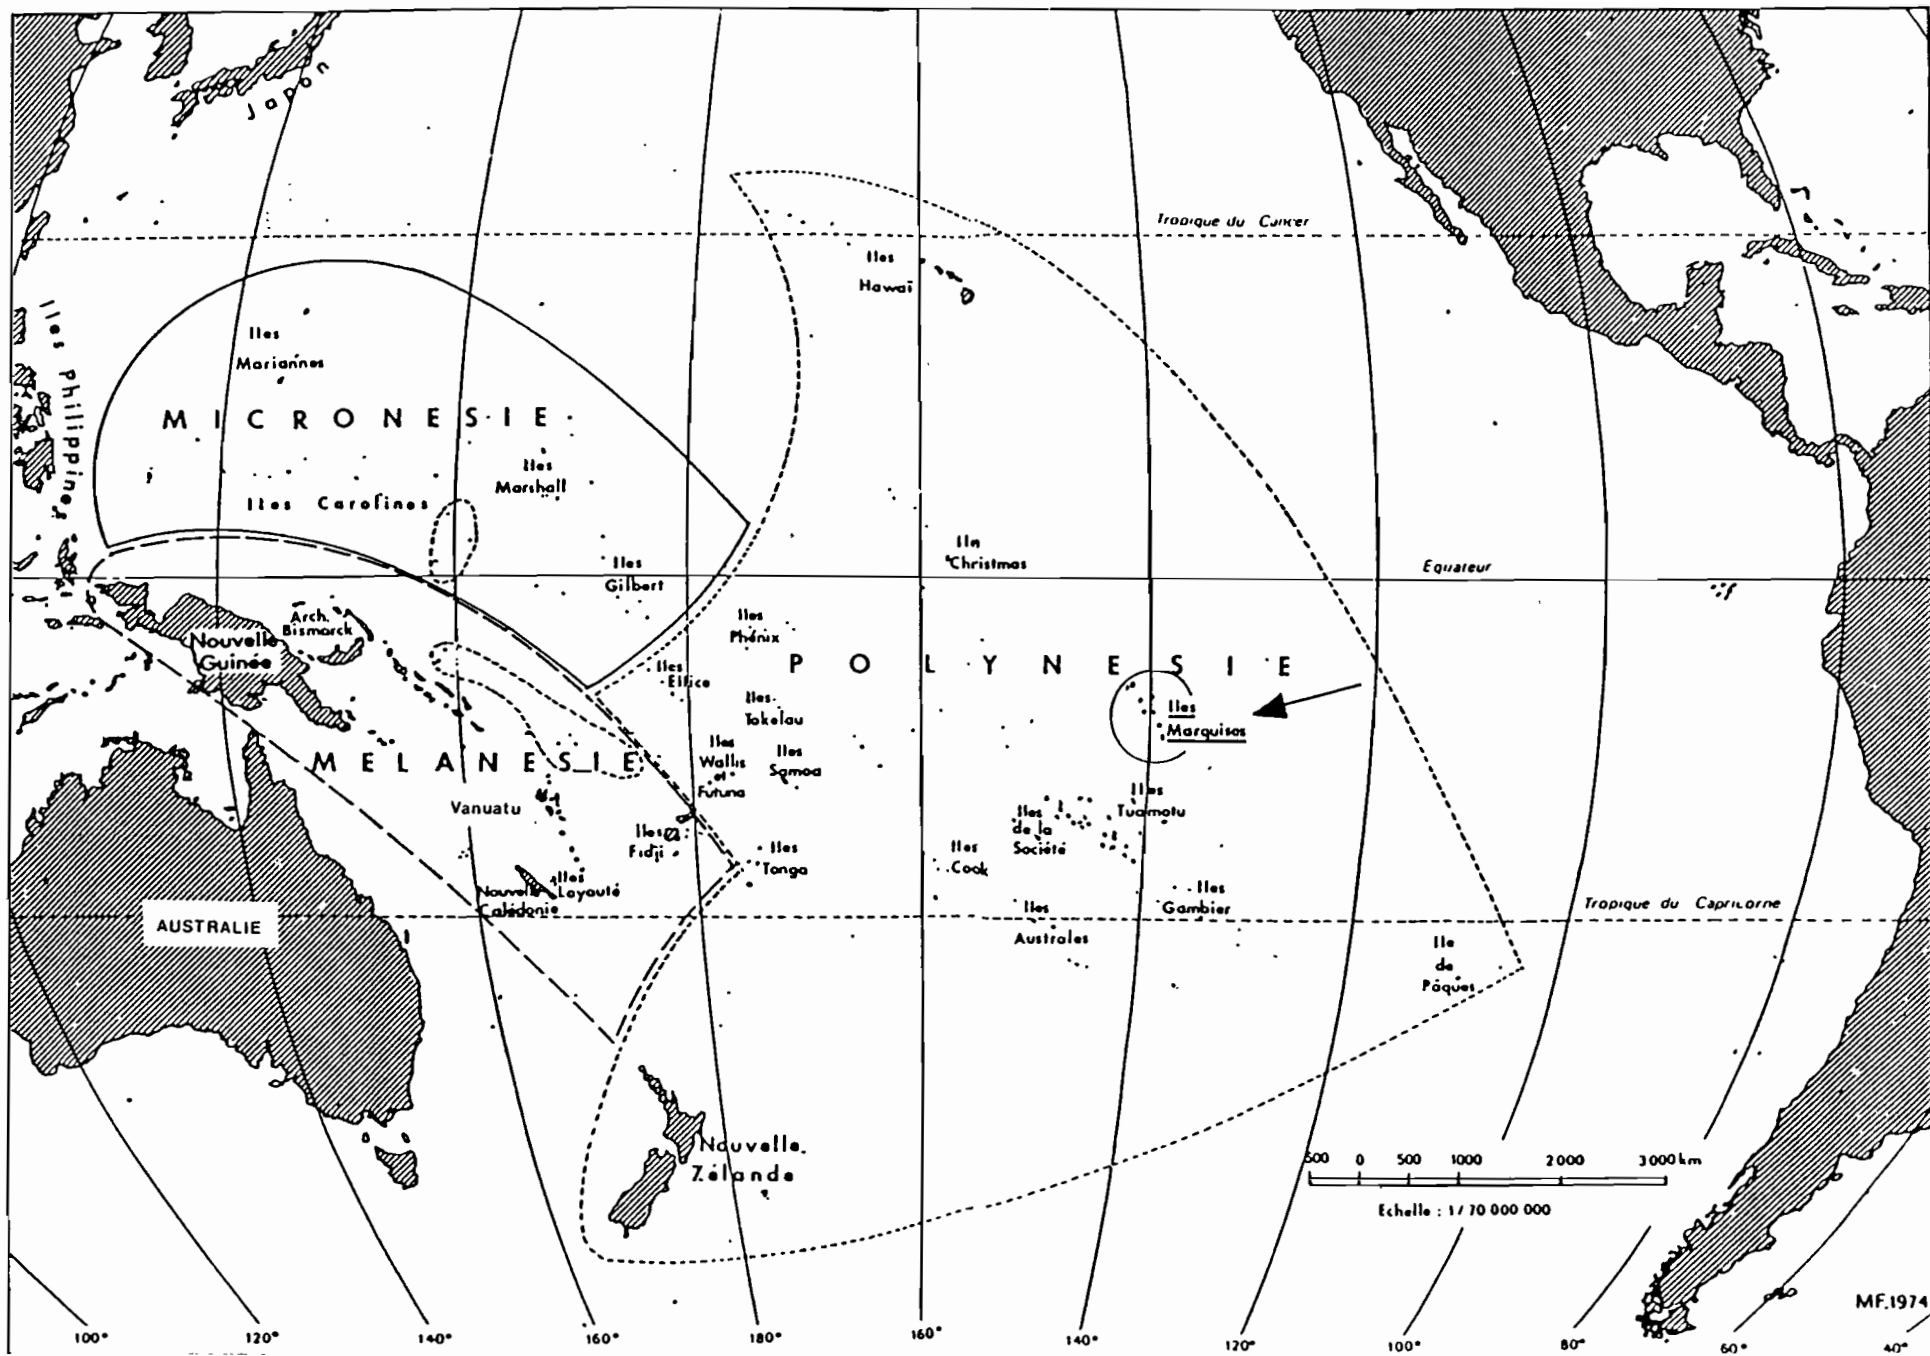 Japon
Tropique du Cancer
Iles
Hawaï
Iles Philippines
Iles
Mariannes
MICRONESIE
Iles
Marshall
Iles Carolines
Iles
Gilbert
Ile
Christmas
Equateur
Arch.
Bismarck
Nouvelle
Guinée
Iles
Phénix
POLYNESIE
Iles
Ellice
Iles
Tokelau
Iles
Marquises
MELANESIE
Iles
Wallis
et
Futuna
Iles
Samoa
Vanuatu
Iles
Fidji
Iles
Tonga
Iles
Cook
Iles
de la
Société
Iles
Tuamotu
Iles
Loyauté
Nouvelle
Calédonie
Iles
Gambier
AUSTRALIE
Iles
Australes
Tropique du Capricorne
Ile
de
Pâques
Nouvelle
Zélande
500 0 500 1000 2000 3000 km
Echelle : 1 / 70 000 000
MF.1974
100° 120° 140° 160° 180° 160° 140° 120° 100° 80° 60° 40°